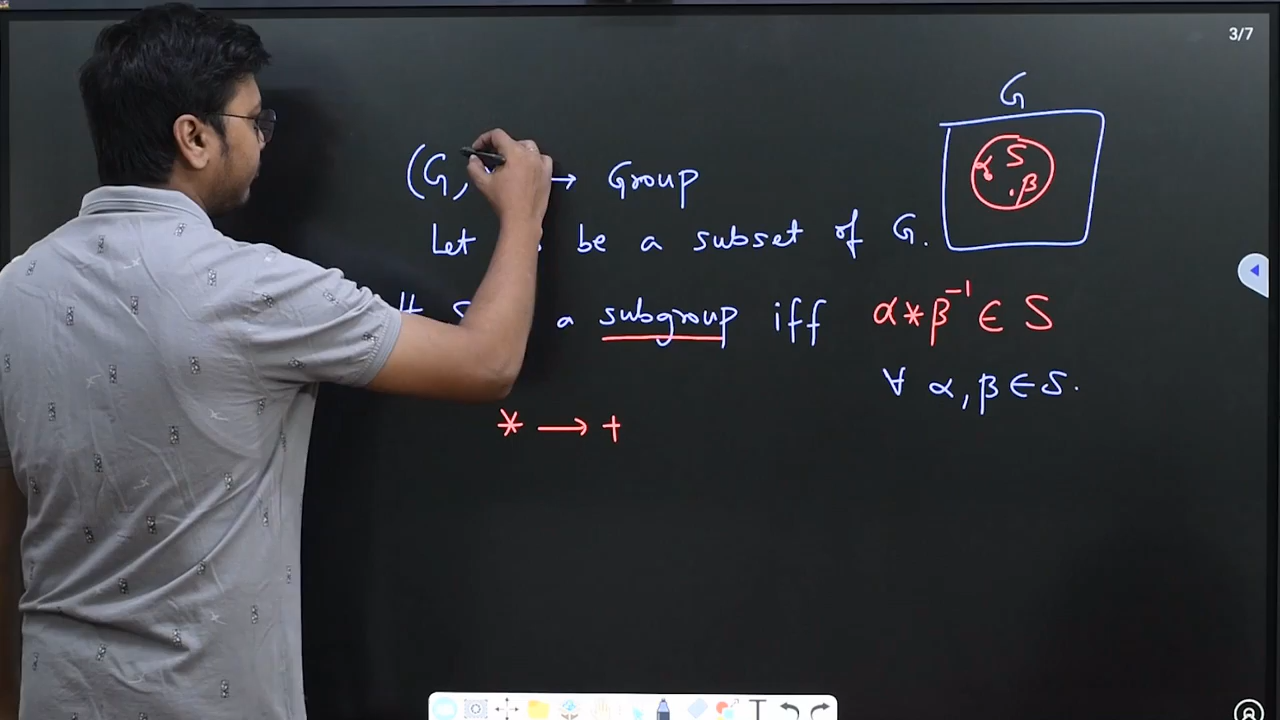 3/7
G
(G, → Group
α S
. β
Let be a subset of G.
a subgroup iff α * β⁻¹ ∈ S
∀ α, β ∈ S.
* → +
T